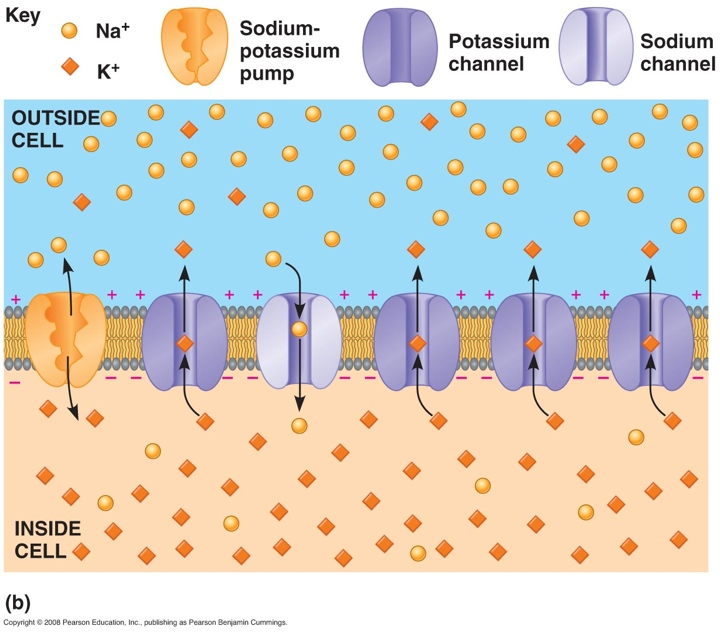 Key
Na+
K+
Sodium-
potassium
pump
Potassium
channel
Sodium
channel
OUTSIDE
CELL
INSIDE
CELL
(b)
Copyright © 2008 Pearson Education, Inc., publishing as Pearson Benjamin Cummings.